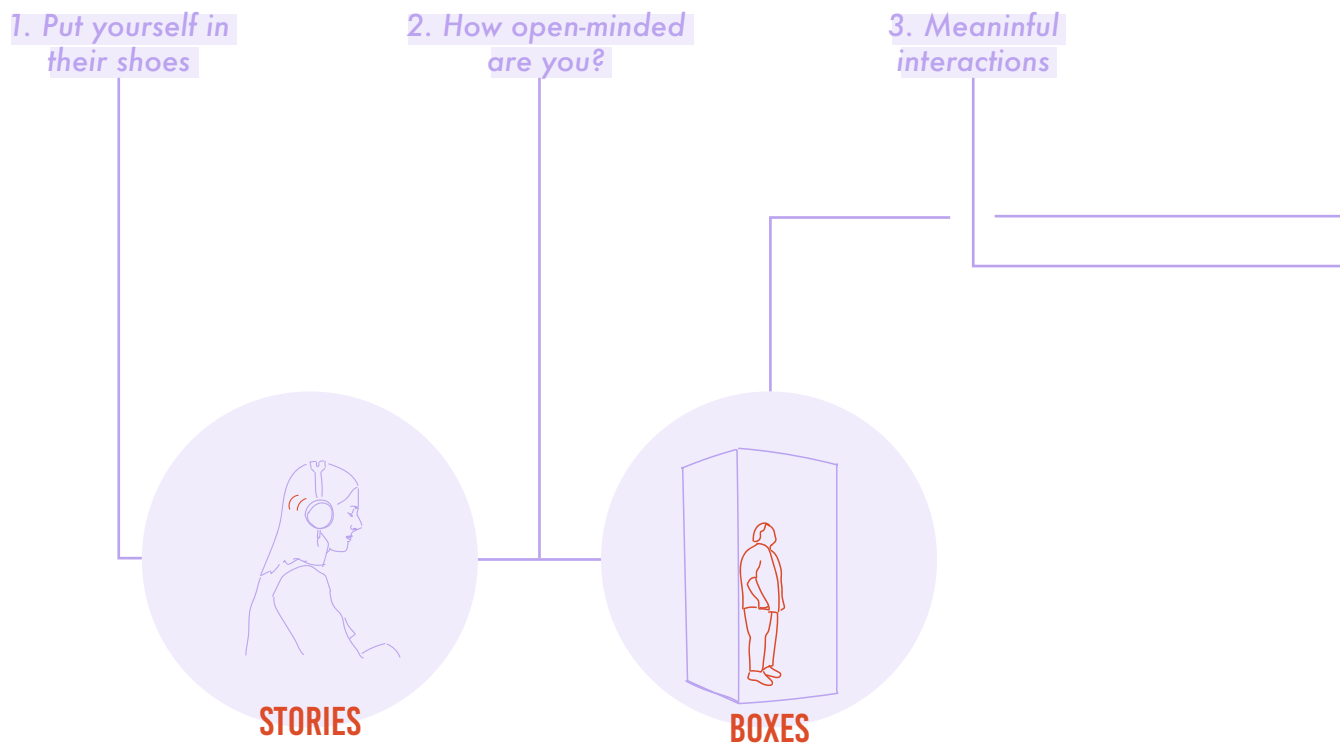 1. Put yourself in
their shoes
2. How open-minded
are you?
3. Meaninful
interactions
STORIES
BOXES